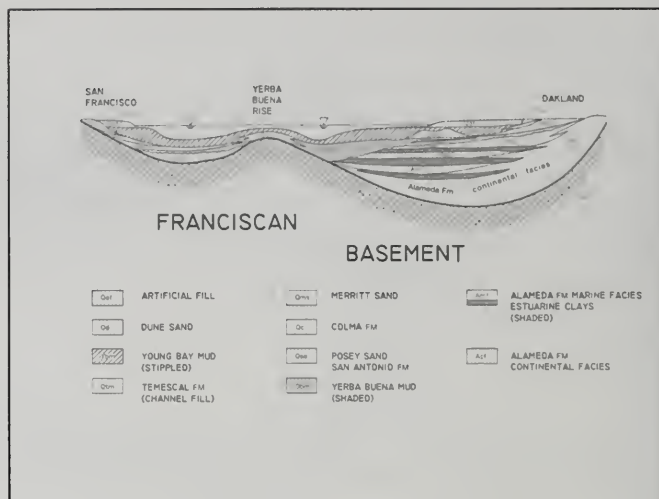 SAN
FRANCISCO
YERBA
BUENA
RISE
OAKLAND
Alameda Fm continental facies
FRANCISCAN
BASEMENT
Qaf ARTIFICIAL FILL
DUNE SAND
YOUNG BAY MUD
(STIPPLED)
TEMESCAL FM
(CHANNEL FILL)
MERRITT SAND
COLMA FM
POSEY SAND
SAN ANTONIO FM
YERBA BUENA MUD
(SHADED)
ALAMEDA FM MARINE FACIES
ESTUARINE CLAYS
(SHADED)
ALAMEDA FM
CONTINENTAL FACIES